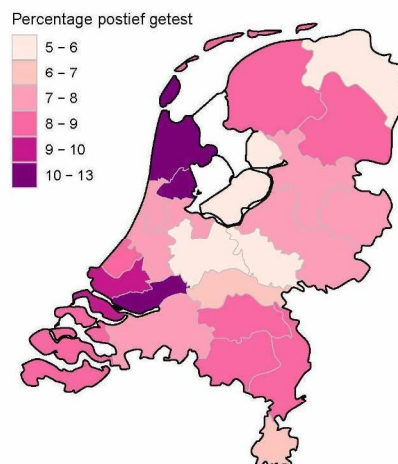 Percentage postief getest
5 – 6
6 – 7
7 – 8
8 – 9
9 – 10
10 – 13